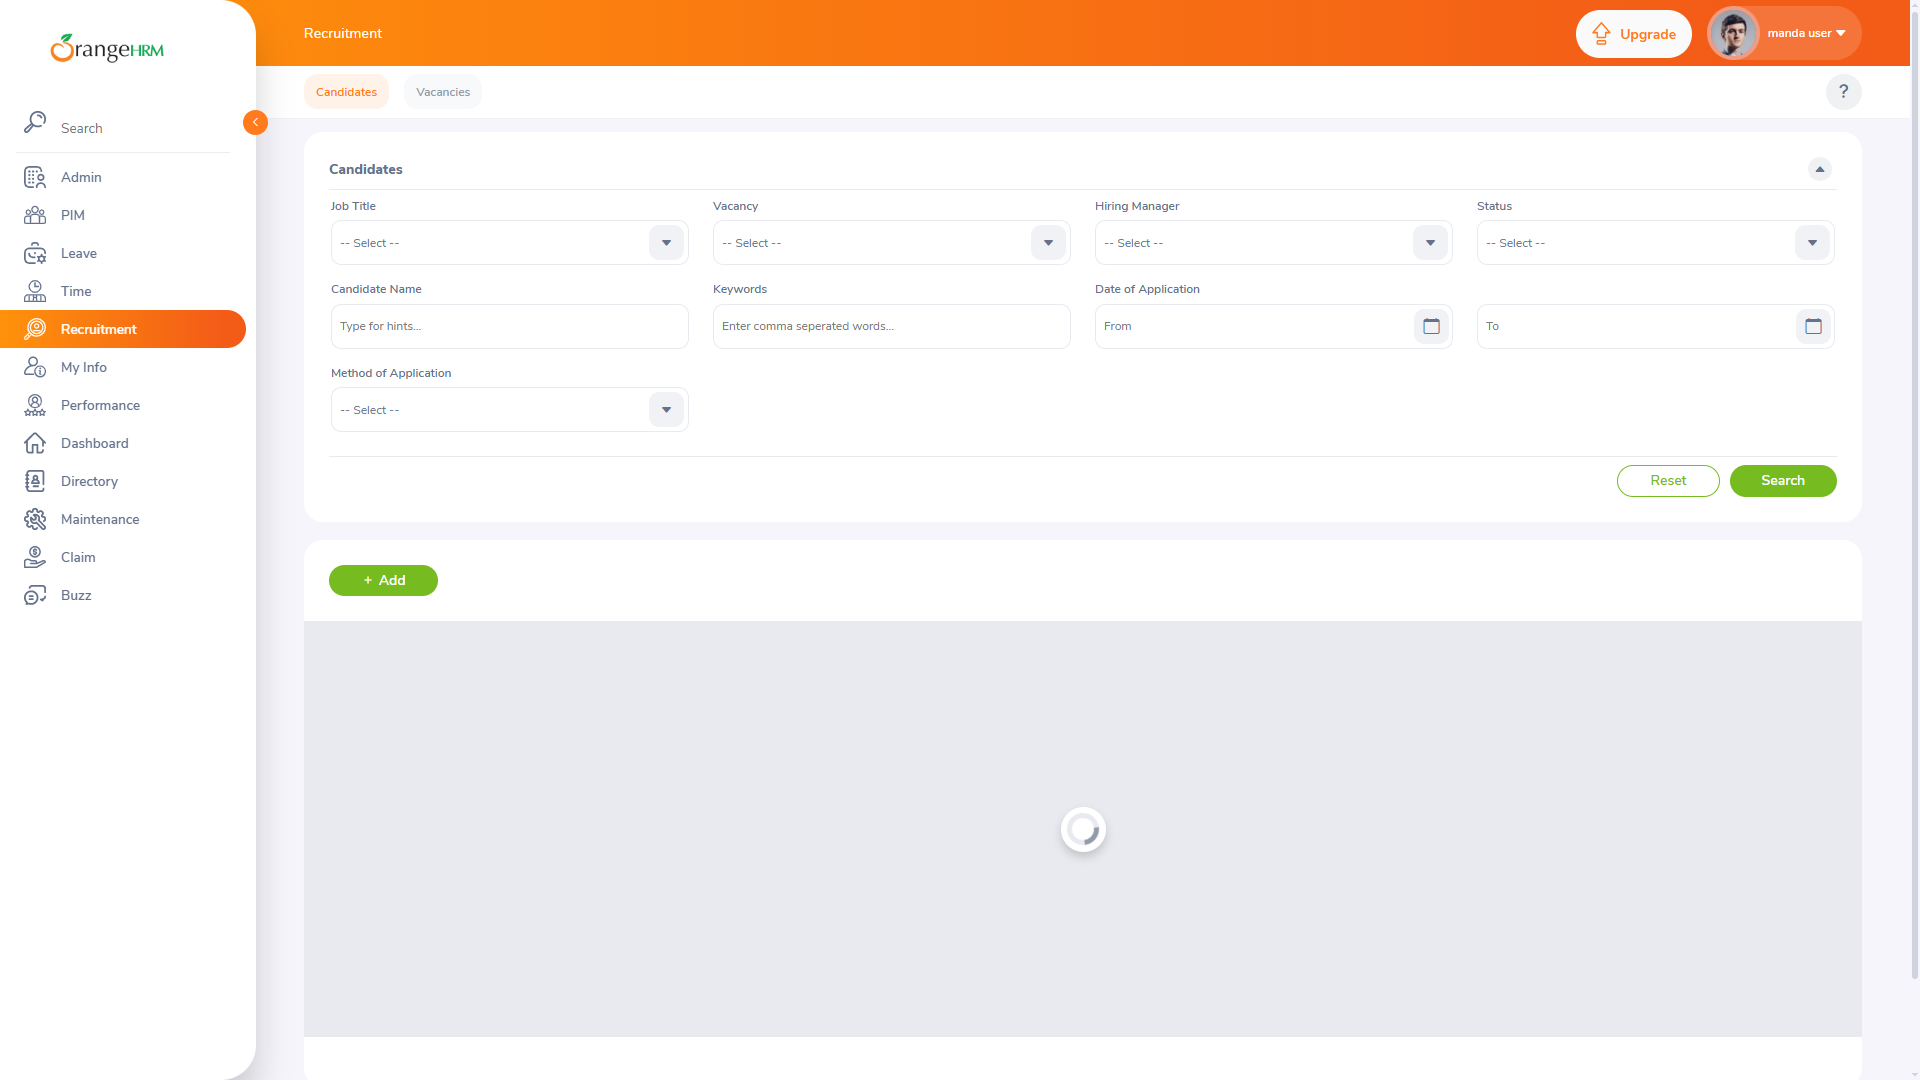 OrangeHRM
Search
Admin
PIM
Leave
Time
Recruitment
My Info
Performance
Dashboard
Directory
Maintenance
Claim
Buzz
Recruitment
Upgrade
manda user
Candidates
Vacancies
?
Candidates
Job Title
Vacancy
Hiring Manager
Status
-- Select --
-- Select --
-- Select --
-- Select --
Candidate Name
Keywords
Date of Application
Type for hints...
Enter comma seperated words...
From
To
Method of Application
-- Select --
Reset
Search
+ Add